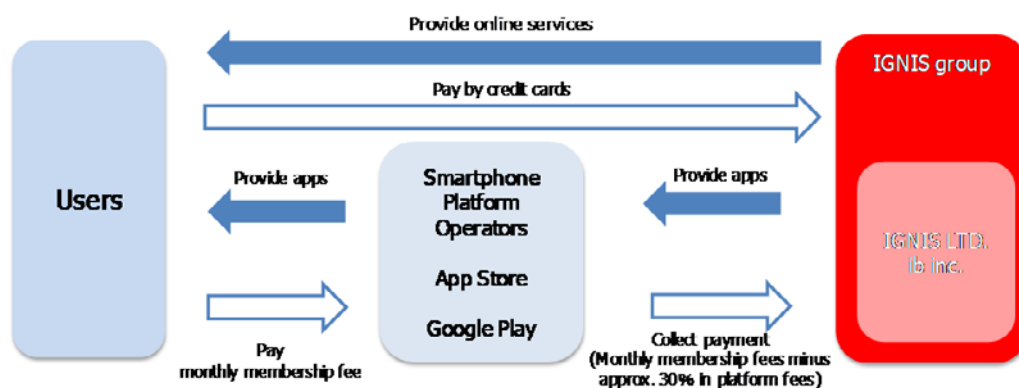 Provide online services
IGNIS group
Pay by credit cards
Users
Provide apps
Smartphone
Platform
Operators
App Store
Google Play
Provide apps
IGNIS LTD.
ib inc.
Pay
monthly membership fee
Collect payment
(Monthly membership fees minus
approx. 30% in platform fees)